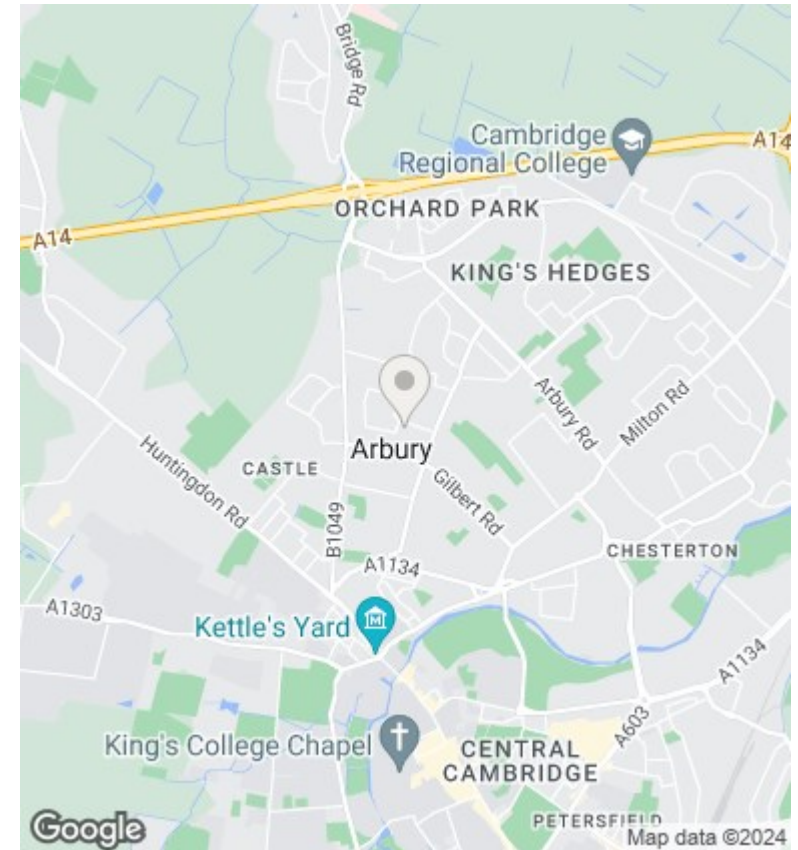 Bridge Rd
Cambridge
Regional College
A14
ORCHARD PARK
A14
KING'S HEDGES
Arbury Rd
Milton Rd
Arbury
Huntingdon Rd
CASTLE
Gilbert Rd
B1049
CHESTERTON
A1134
A1303
Kettle's Yard
A1134
A603
King's College Chapel
CENTRAL
CAMBRIDGE
PETERSFIELD
Google
Map data ©2024